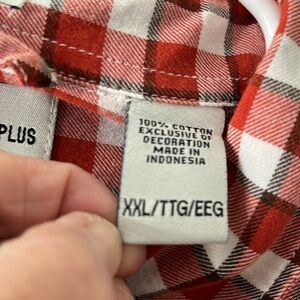 PLUS
100% COTTON
EXCLUSIVE OF
DECORATION
MADE IN
INDONESIA
XXL/TTG/EEG